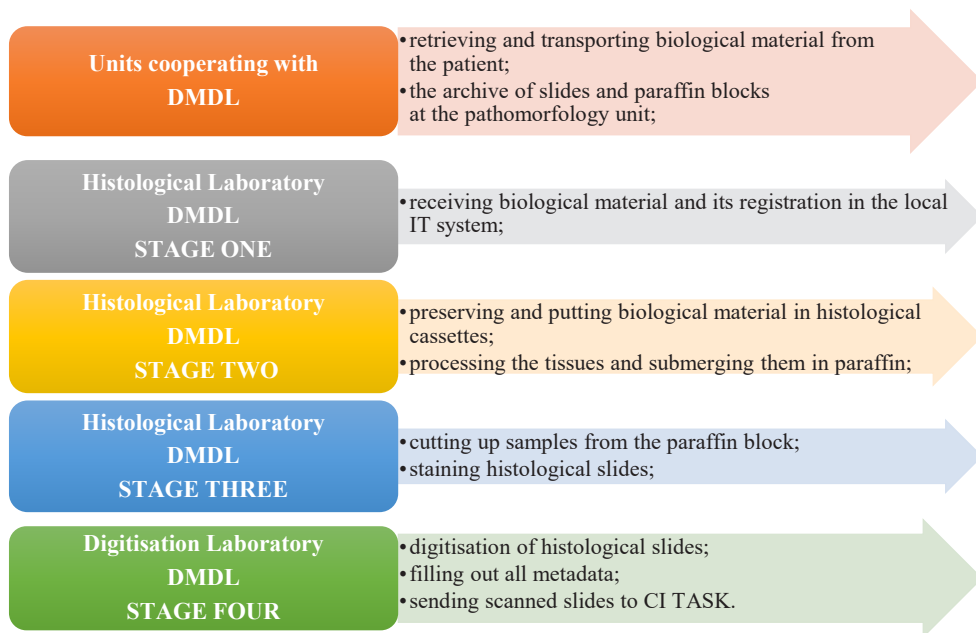 Units cooperating with
DMDL
•retrieving and transporting biological material from
the patient;
•the archive of slides and paraffin blocks
at the pathomorfology unit;
Histological Laboratory
DMDL
STAGE ONE
•receiving biological material and its registration in the local
IT system;
Histological Laboratory
DMDL
STAGE TWO
•preserving and putting biological material in histological
cassettes;
•processing the tissues and submerging them in paraffin;
Histological Laboratory
DMDL
STAGE THREE
•cutting up samples from the paraffin block;
•staining histological slides;
Digitisation Laboratory
DMDL
STAGE FOUR
•digitisation of histological slides;
•filling out all metadata;
•sending scanned slides to CI TASK.